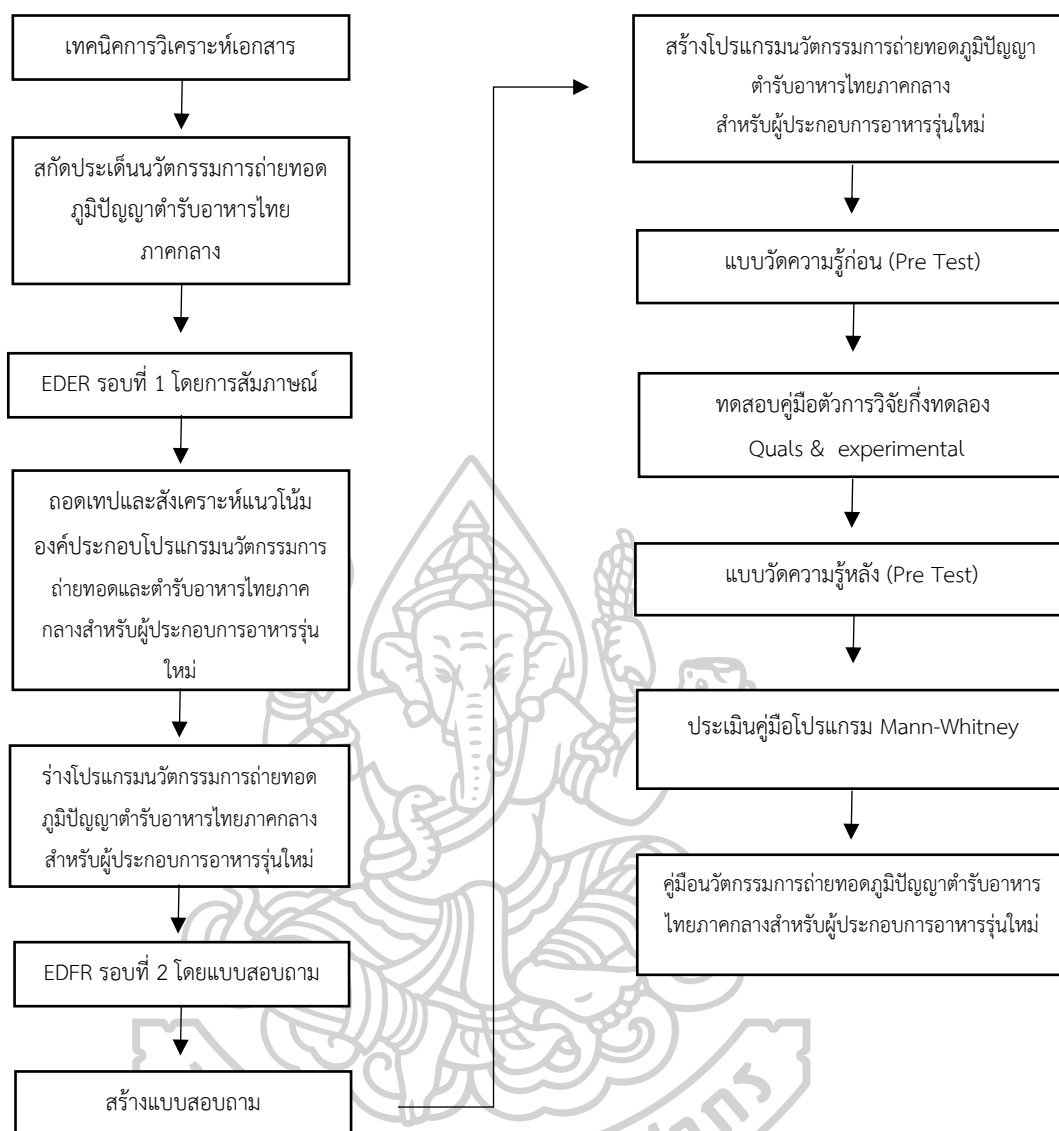 เทคนิคการวิเคราะห์เอกสาร
สกัดประเด็นนวัตกรรมการถ่ายทอด
ภูมิปัญญาตำรับอาหารไทย
ภาคกลาง
EDER รอบที่ 1 โดยการสัมภาษณ์
ถอดเทปและสังเคราะห์แนวโน้ม
องค์ประกอบโปรแกรมนวัตกรรมการ
ถ่ายทอดและตำรับอาหารไทยภาค
กลางสำหรับผู้ประกอบการอาหารรุ่น
ใหม่
ร่างโปรแกรมนวัตกรรมการถ่ายทอด
ภูมิปัญญาตำรับอาหารไทยภาคกลาง
สำหรับผู้ประกอบการอาหารรุ่นใหม่
EDFR รอบที่ 2 โดยแบบสอบถาม
สร้างแบบสอบถาม
สร้างโปรแกรมนวัตกรรมการถ่ายทอดภูมิปัญญา
ตำรับอาหารไทยภาคกลาง
สำหรับผู้ประกอบการอาหารรุ่นใหม่
แบบวัดความรู้ก่อน (Pre Test)
ทดสอบคู่มือตัวการวิจัยกึ่งทดลอง
Quals & experimental
แบบวัดความรู้หลัง (Pre Test)
ประเมินคู่มือโปรแกรม Mann-Whitney
คู่มือนวัตกรรมการถ่ายทอดภูมิปัญญาตำรับอาหาร
ไทยภาคกลางสำหรับผู้ประกอบการอาหารรุ่นใหม่